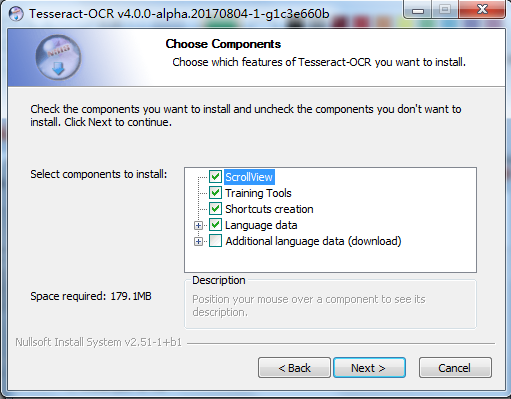 Tesseract-OCR v4.0.0-alpha.20170804-1-g1c3e660b
Choose Components
Choose which features of Tesseract-OCR you want to install.
Check the components you want to install and uncheck the components you don't want to
install. Click Next to continue.
Select components to install:
ScrollView
Training Tools
Shortcuts creation
Language data
Additional language data (download)
Space required: 179.1MB
Description
Position your mouse over a component to see its
description.
Nullsoft Install System v2.51-1+b1
< Back
Next >
Cancel